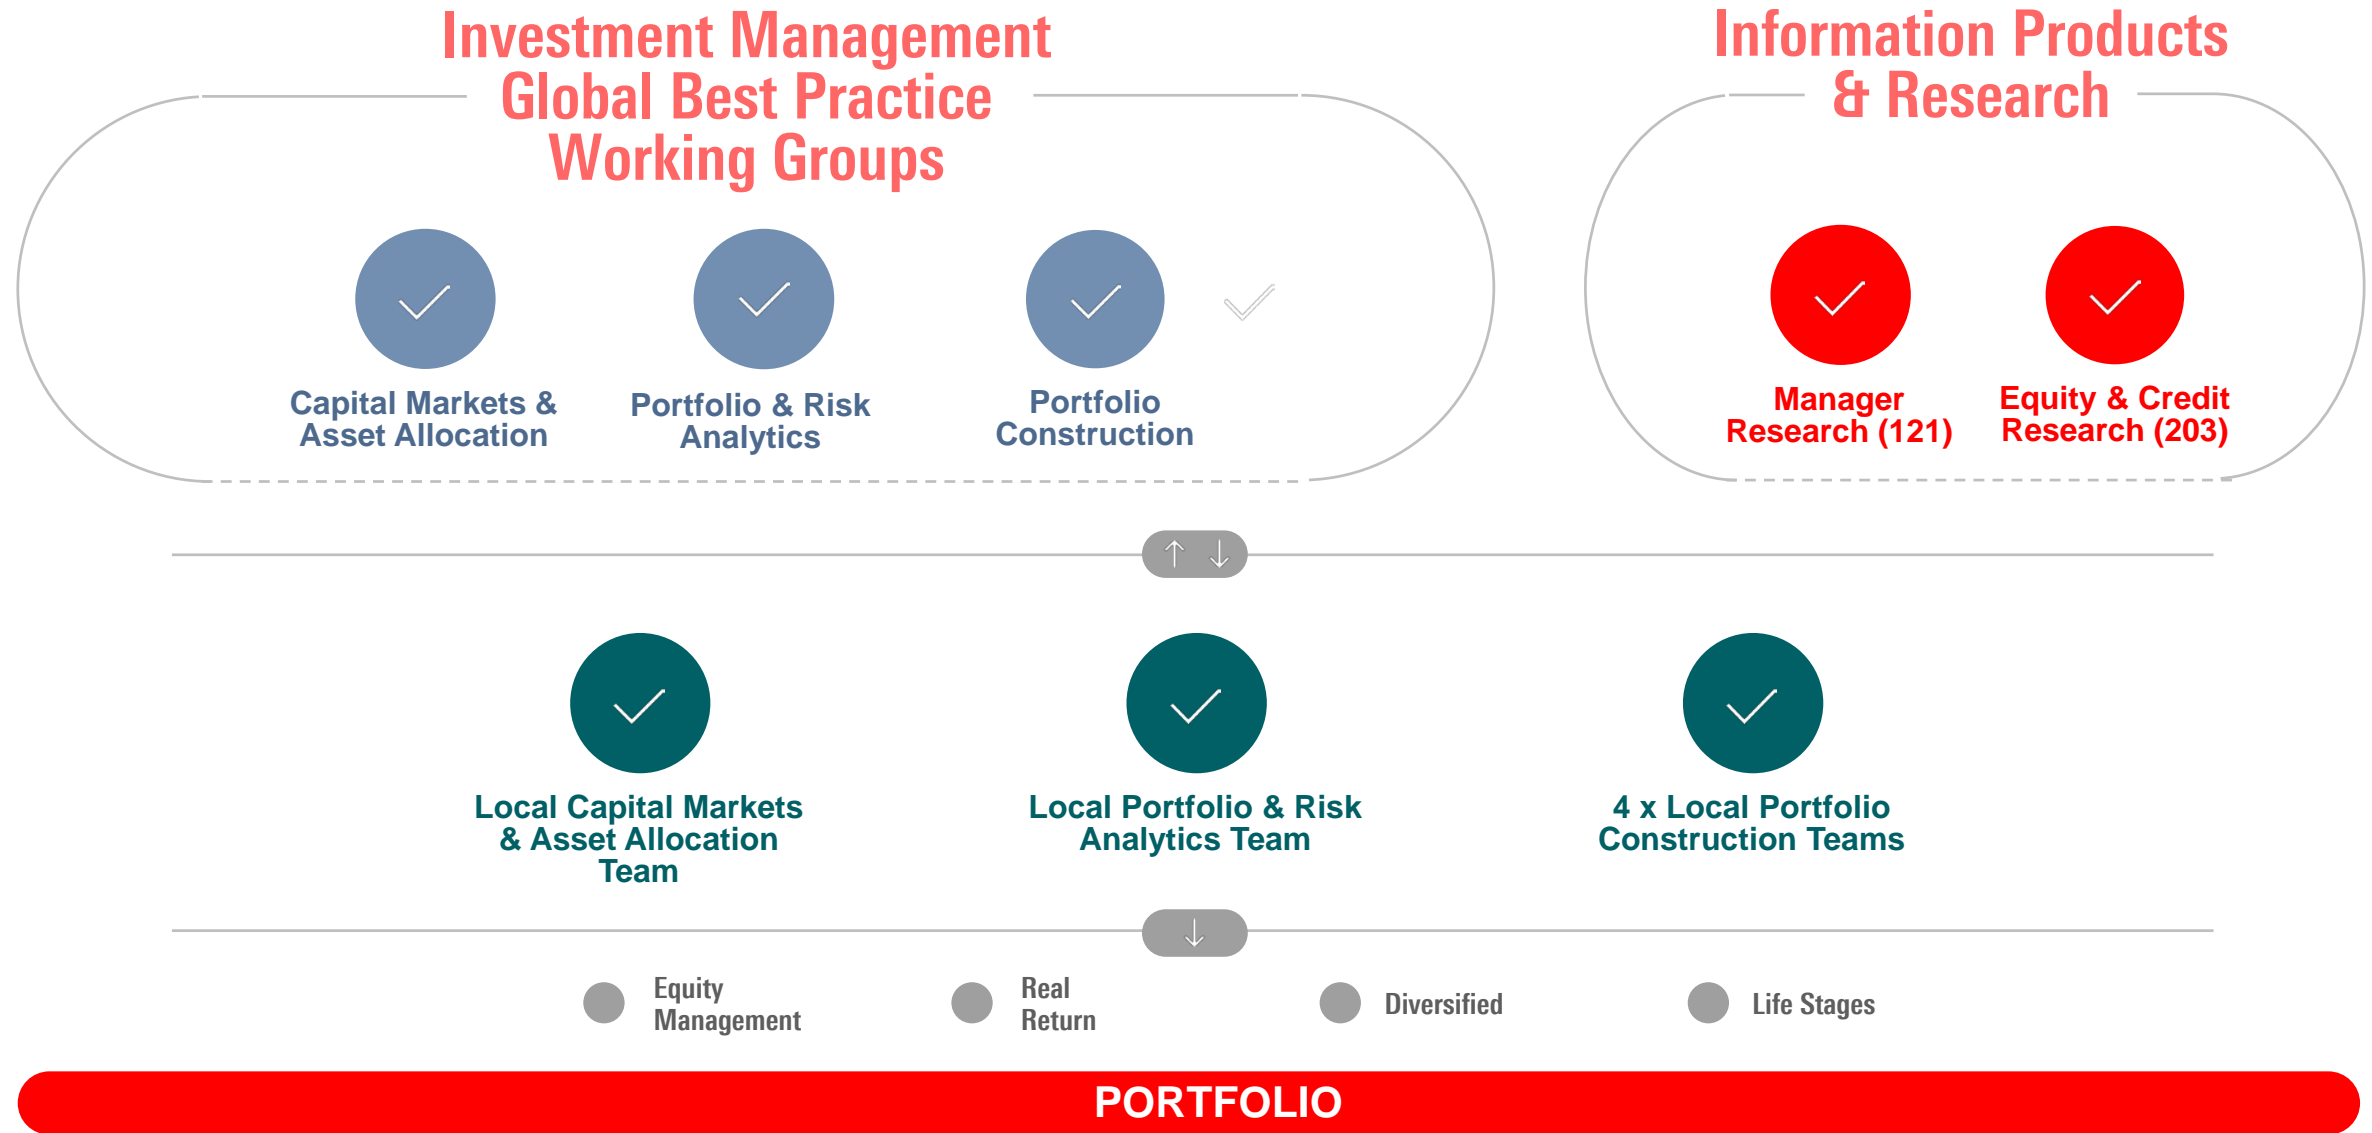 Investment Management
Global Best Practice
Working Groups
Information Products
& Research
Capital Markets &
Asset Allocation
Portfolio & Risk
Analytics
Portfolio
Construction
Manager
Research (121)
Equity & Credit
Research (203)
Local Capital Markets
& Asset Allocation
Team
Local Portfolio & Risk
Analytics Team
4 x Local Portfolio
Construction Teams
Equity
Management
Real
Return
Diversified
Life Stages
PORTFOLIO